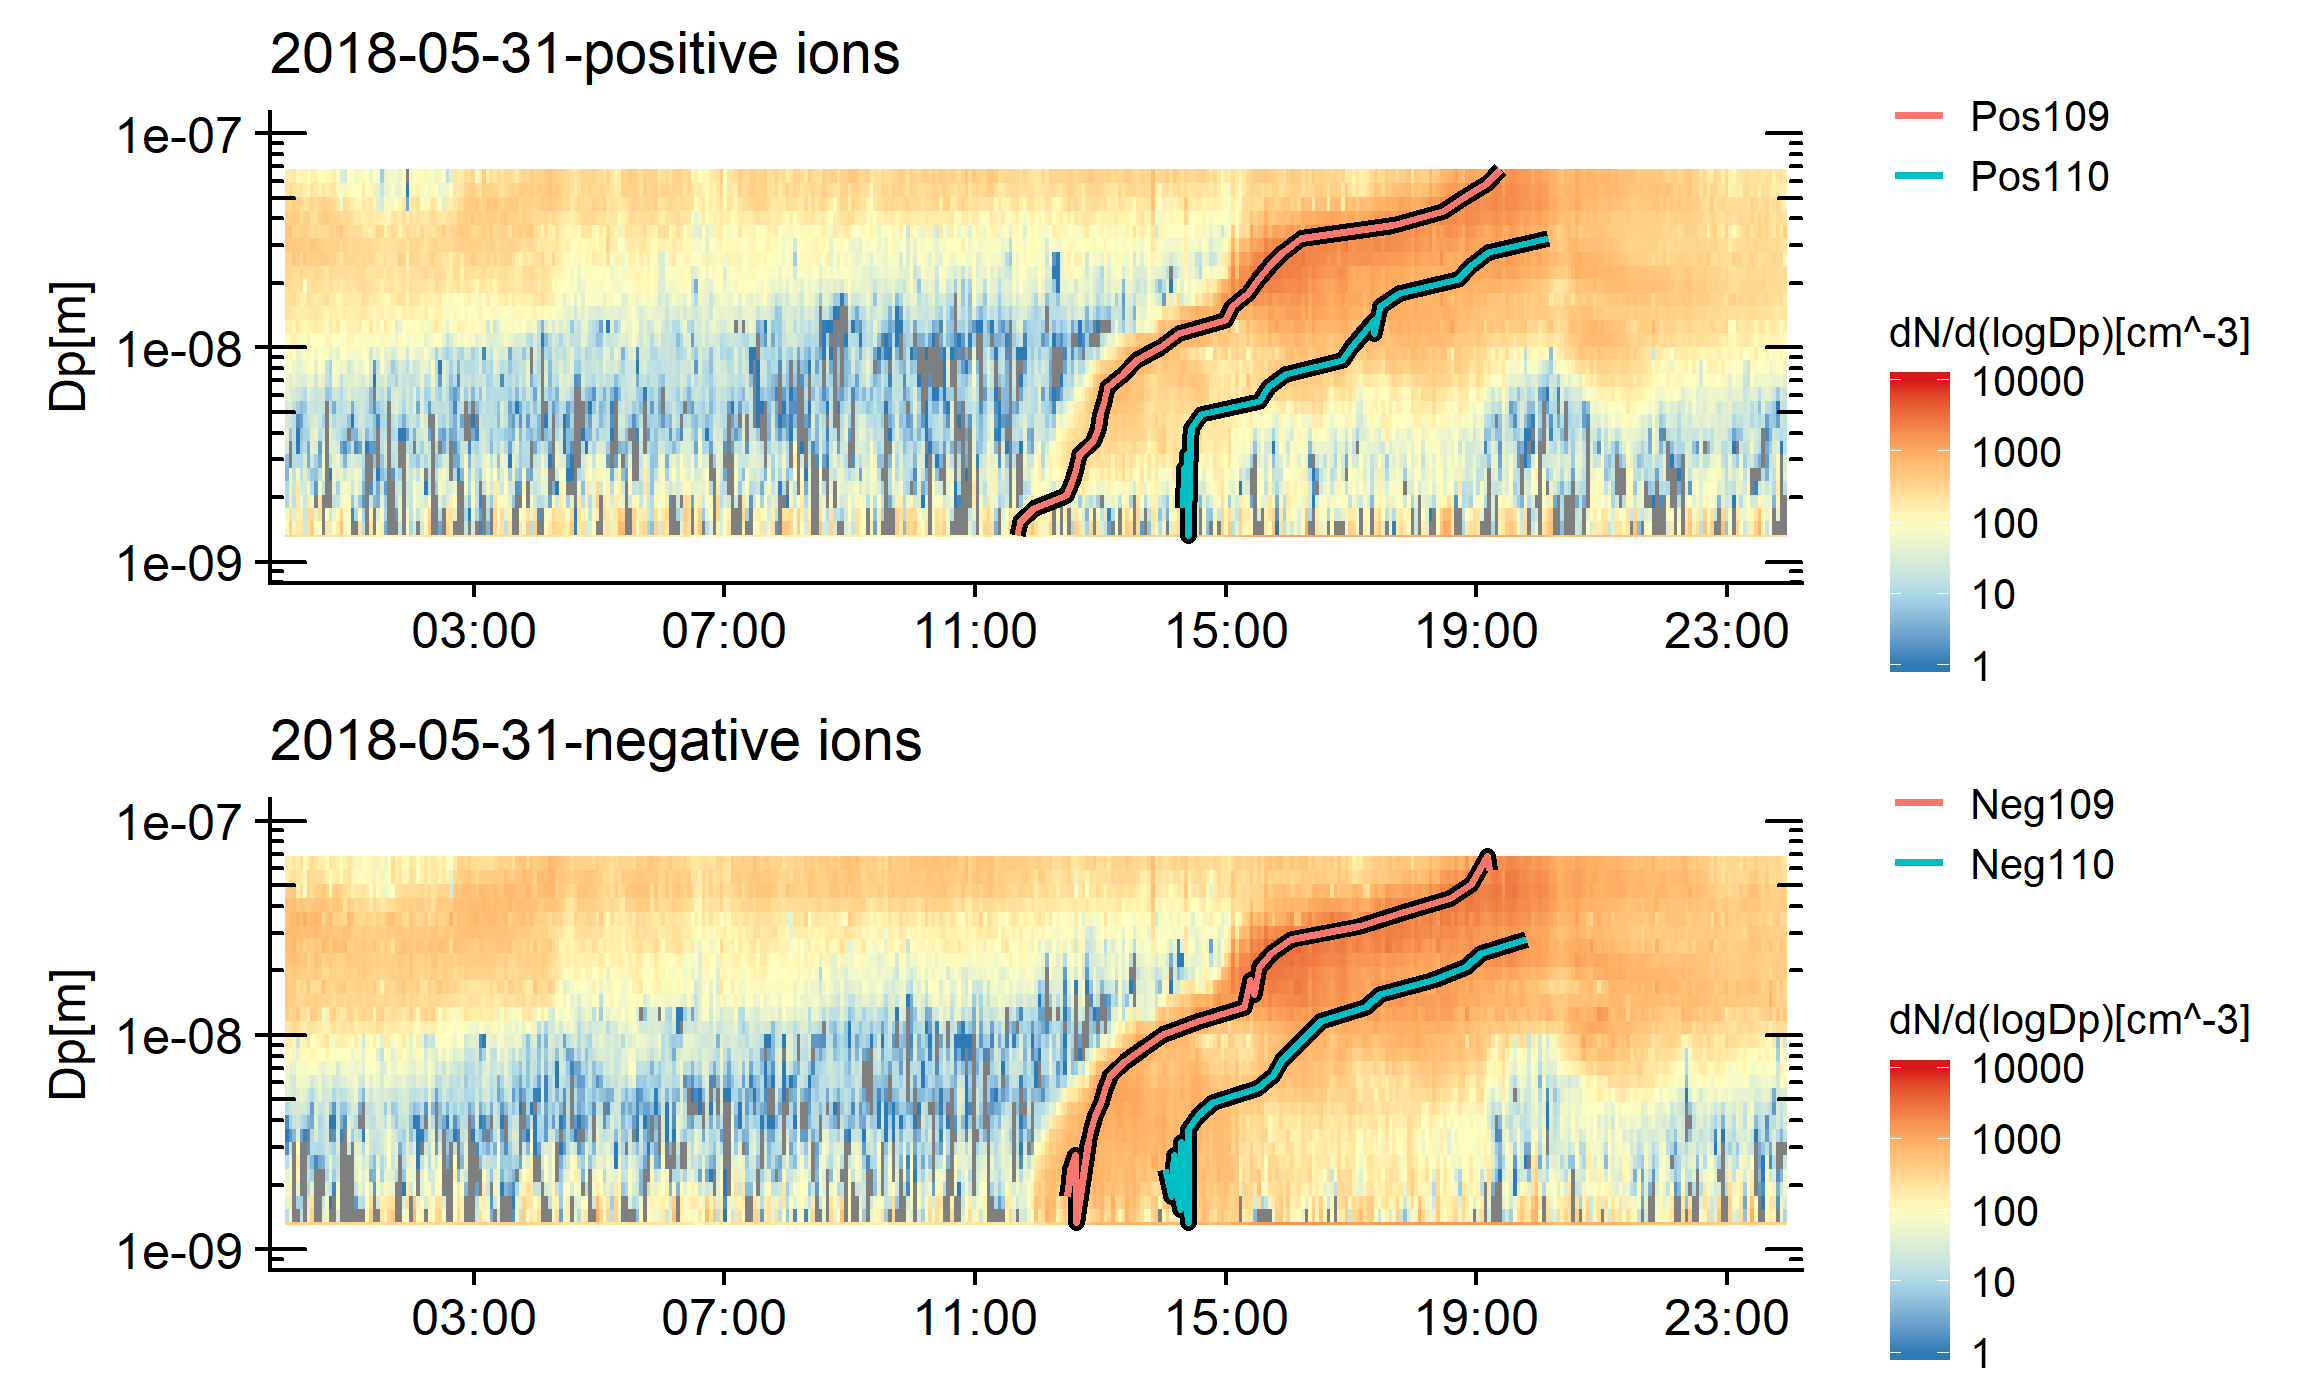 2018-05-31-positive ions
Dp[m]
1e-07
1e-08
1e-09
03:00 07:00 11:00 15:00 19:00 23:00
Pos109
Pos110
dN/d(logDp)[cm^-3]
10000
1000
100
10
1
2018-05-31-negative ions
Dp[m]
1e-07
1e-08
1e-09
03:00 07:00 11:00 15:00 19:00 23:00
Neg109
Neg110
dN/d(logDp)[cm^-3]
10000
1000
100
10
1